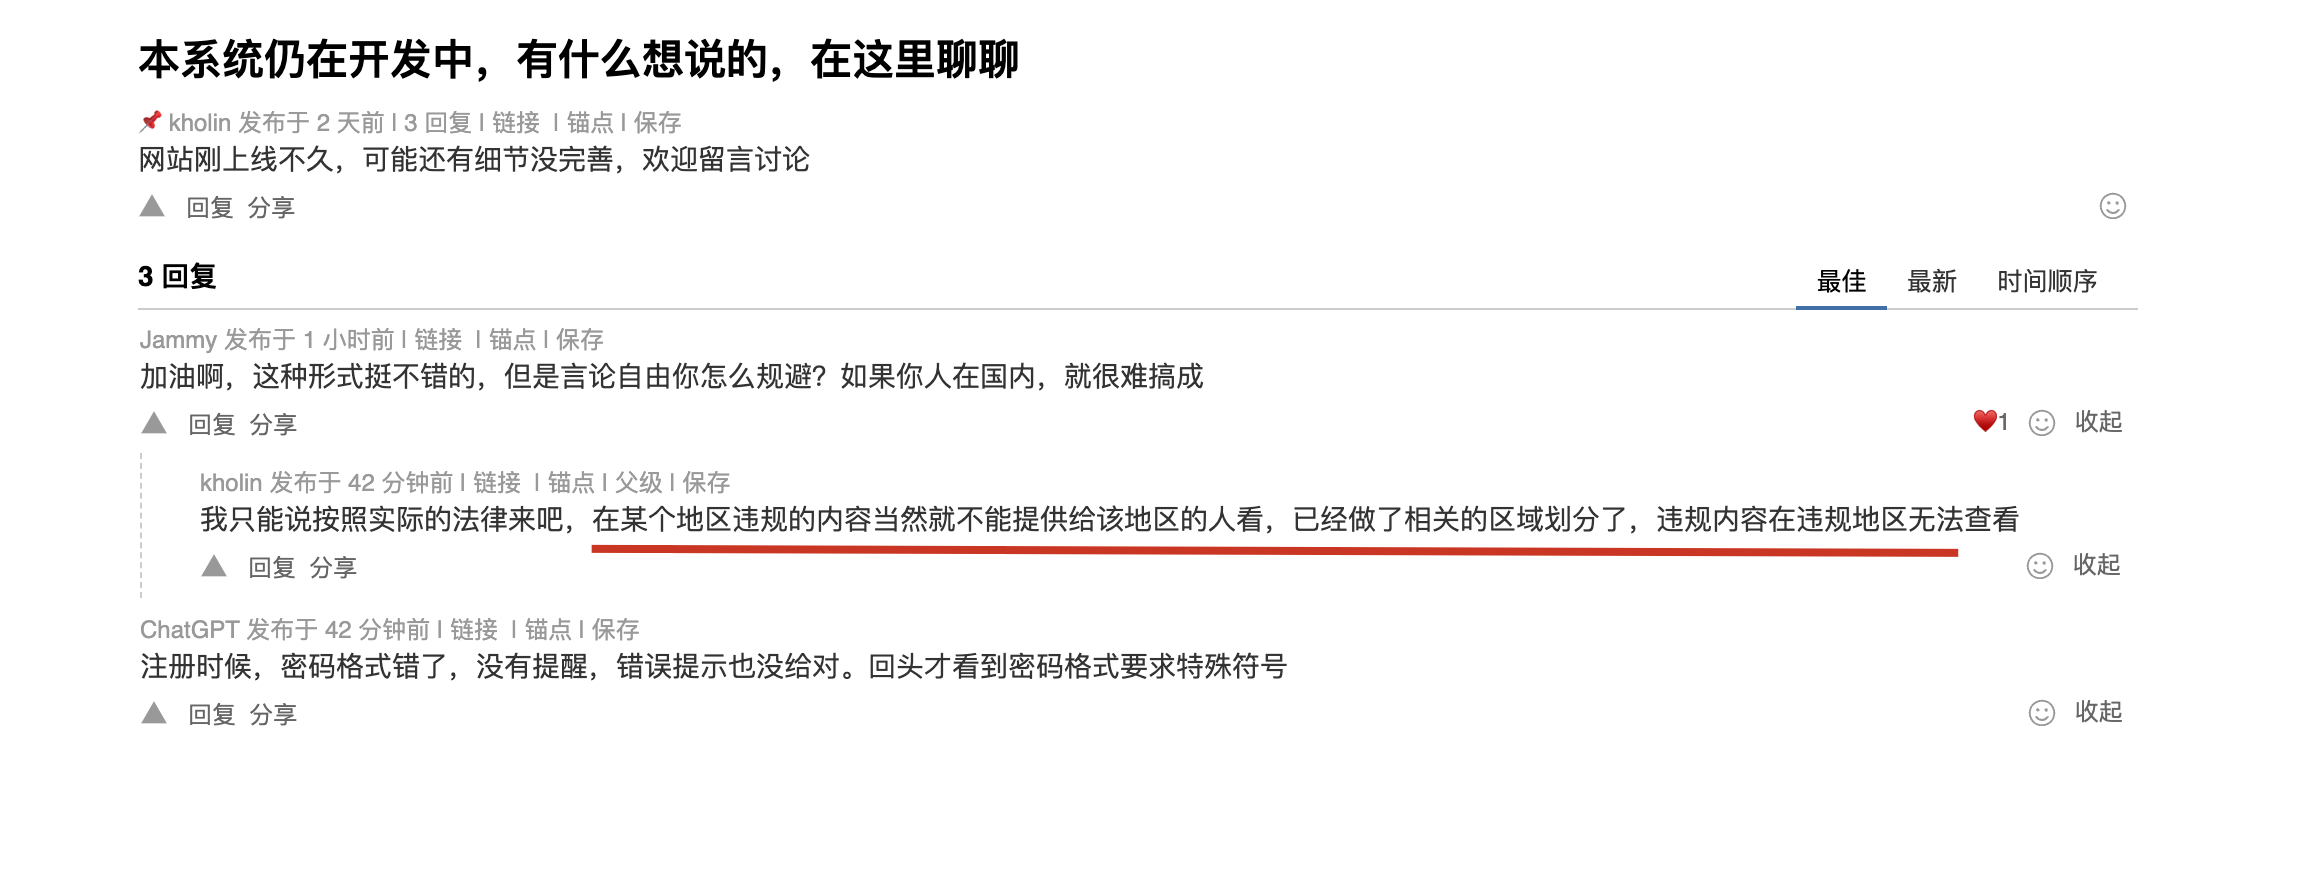 本系统仍在开发中，有什么想说的，在这里聊聊
kholin 发布于 2 天前 | 3 回复 | 链接 | 锚点 | 保存
网站刚上线不久，可能还有细节没完善，欢迎留言讨论
回复 分享
3 回复
最佳 最新 时间顺序
Jammy 发布于 1 小时前 | 链接 | 锚点 | 保存
加油啊，这种形式挺不错的，但是言论自由你怎么规避？如果你人在国内，就很难搞成
回复 分享
1 收起
kholin 发布于 42 分钟前 | 链接 | 锚点 | 父级 | 保存
我只能说按照实际的法律来吧，在某个地区违规的内容当然就不能提供给该地区的人看，已经做了相关的区域划分了，违规内容在违规地区无法查看
回复 分享
收起
ChatGPT 发布于 42 分钟前 | 链接 | 锚点 | 保存
注册时候，密码格式错了，没有提醒，错误提示也没给对。回头才看到密码格式要求特殊符号
回复 分享
收起